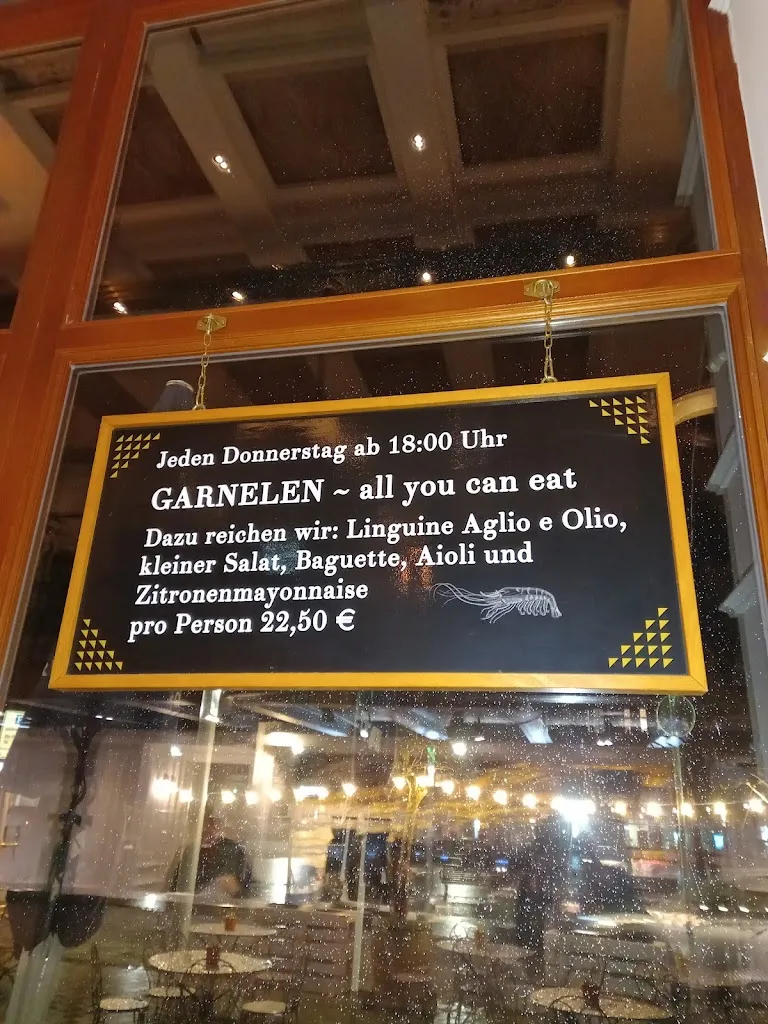 Jeden Donnerstag ab 18:00 Uhr
GARNELEN ~ all you can eat
Dazu reichen wir: Linguine Aglio e Olio,
kleiner Salat, Baguette, Aioli und
Zitronenmayonnaise
pro Person 22,50 €